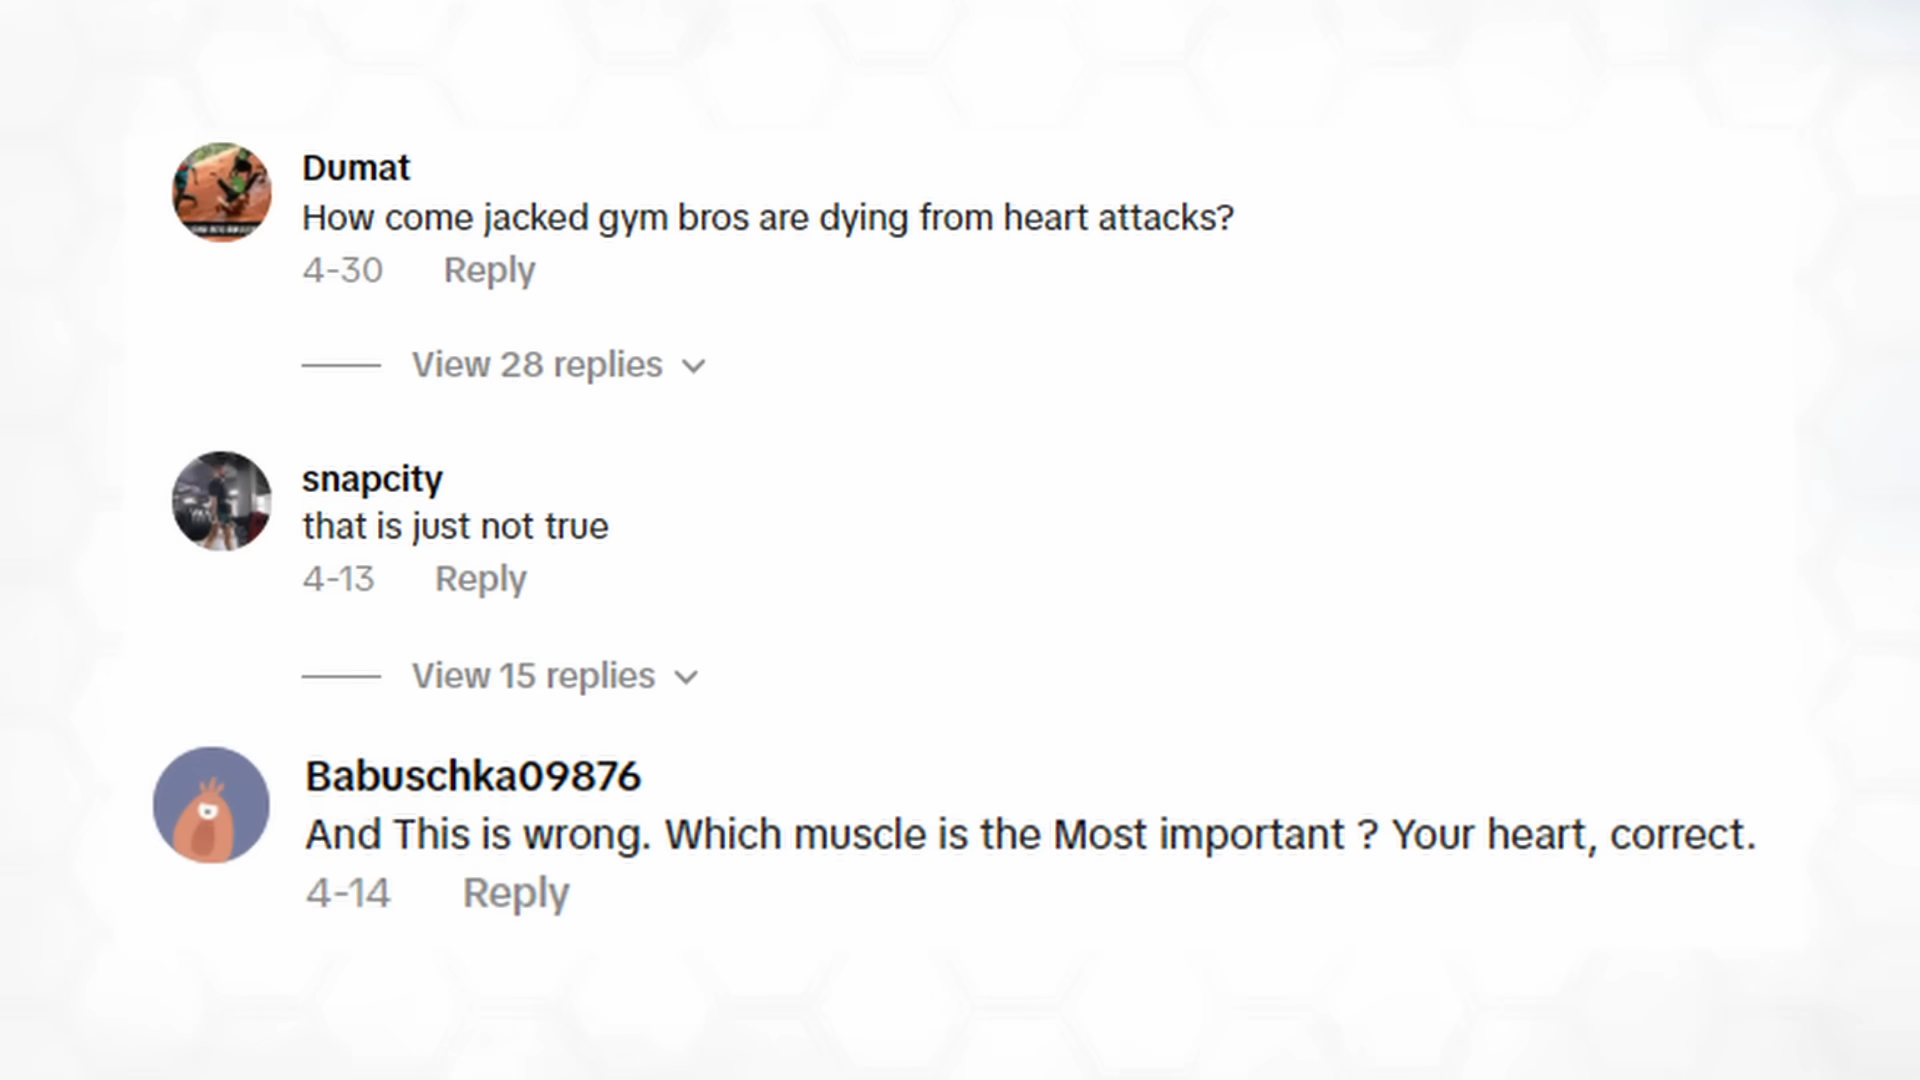 Dumat
How come jacked gym bros are dying from heart attacks?
4-30 Reply
View 28 replies
snapcity
that is just not true
4-13 Reply
View 15 replies
Babuschka09876
And This is wrong. Which muscle is the Most important ? Your heart, correct.
4-14 Reply